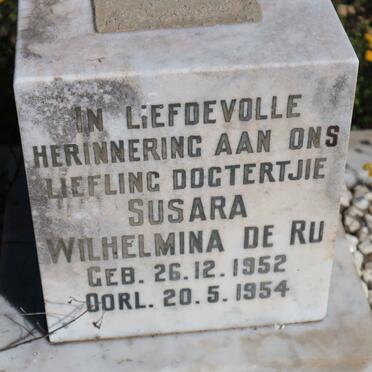 IN LiEFDEVOLLE
HERINNERING AAN ONS
LIEFLING DOGTERTJIE
SUSARA
WILHELMINA DE RU
GEB. 26.12.1952
OORL. 20.5.1954